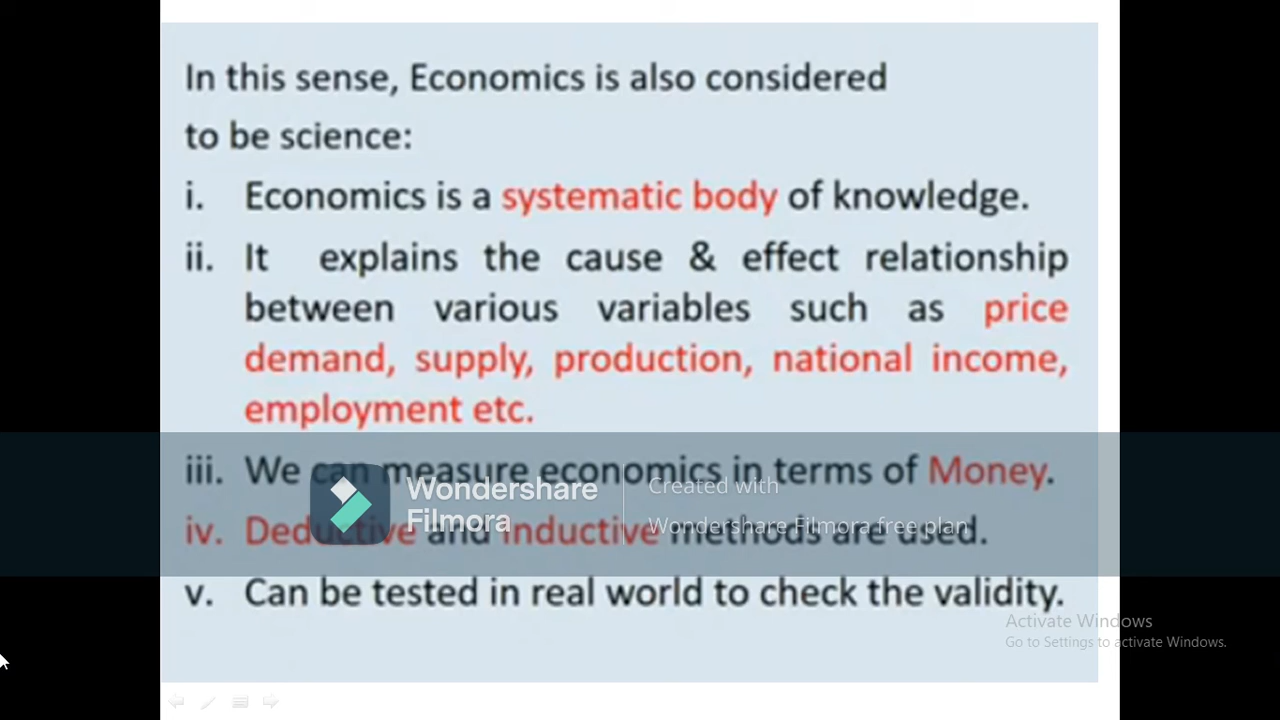 In this sense, Economics is also considered
to be science:
i. Economics is a systematic body of knowledge.
ii. It explains the cause & effect relationship
between various variables such as price
demand, supply, production, national income,
employment etc.
iii. We can measure economics in terms of Money.
iv. Deductive and inductive methods are used.
v. Can be tested in real world to check the validity.
Wondershare
Filmora
Created with
Wondershare Filmora free plan
Activate Windows
Go to Settings to activate Windows.